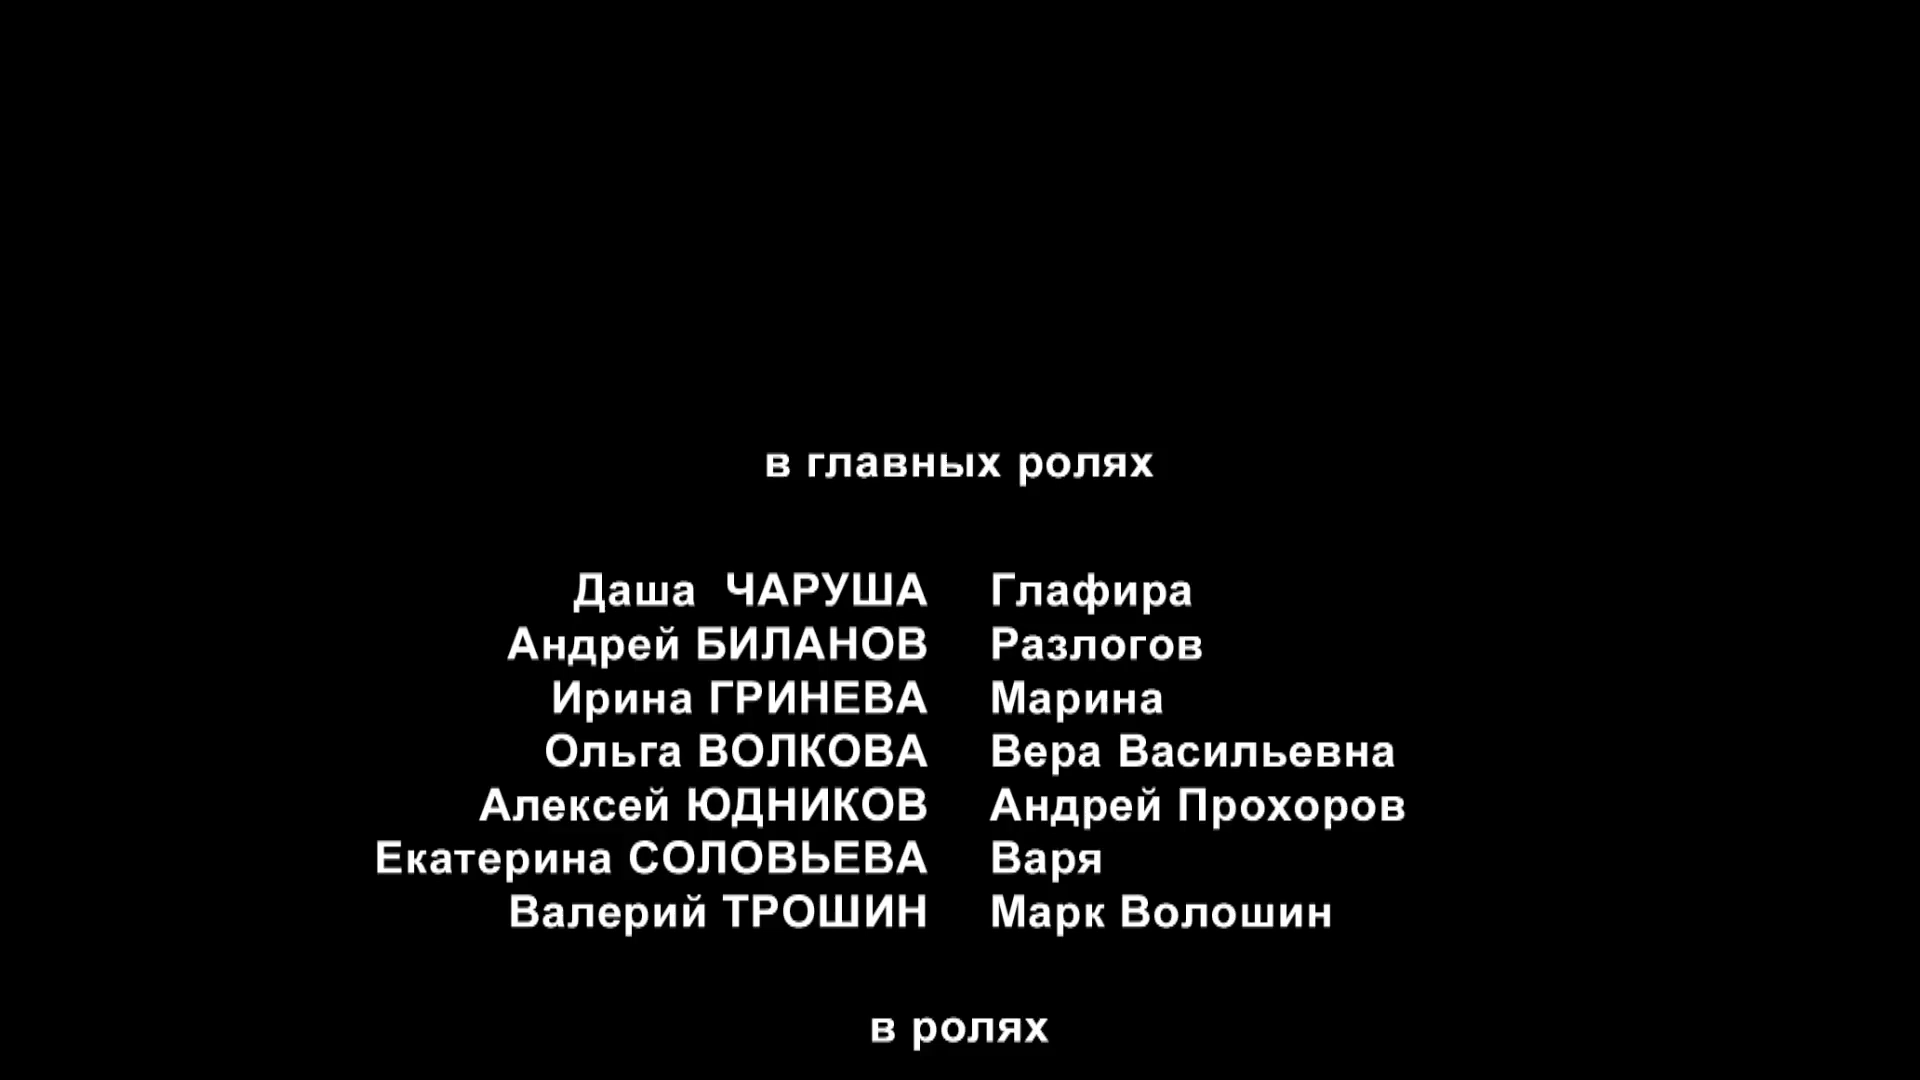 в главных ролях
Даша ЧАРУША Глафира
Андрей БИЛАНОВ Разлогов
Ирина ГРИНЕВА Марина
Ольга ВОЛКОВА Вера Васильевна
Алексей ЮДНИКОВ Андрей Прохоров
Екатерина СОЛОВЬЕВА Варя
Валерий ТРОШИН Марк Волошин
в ролях